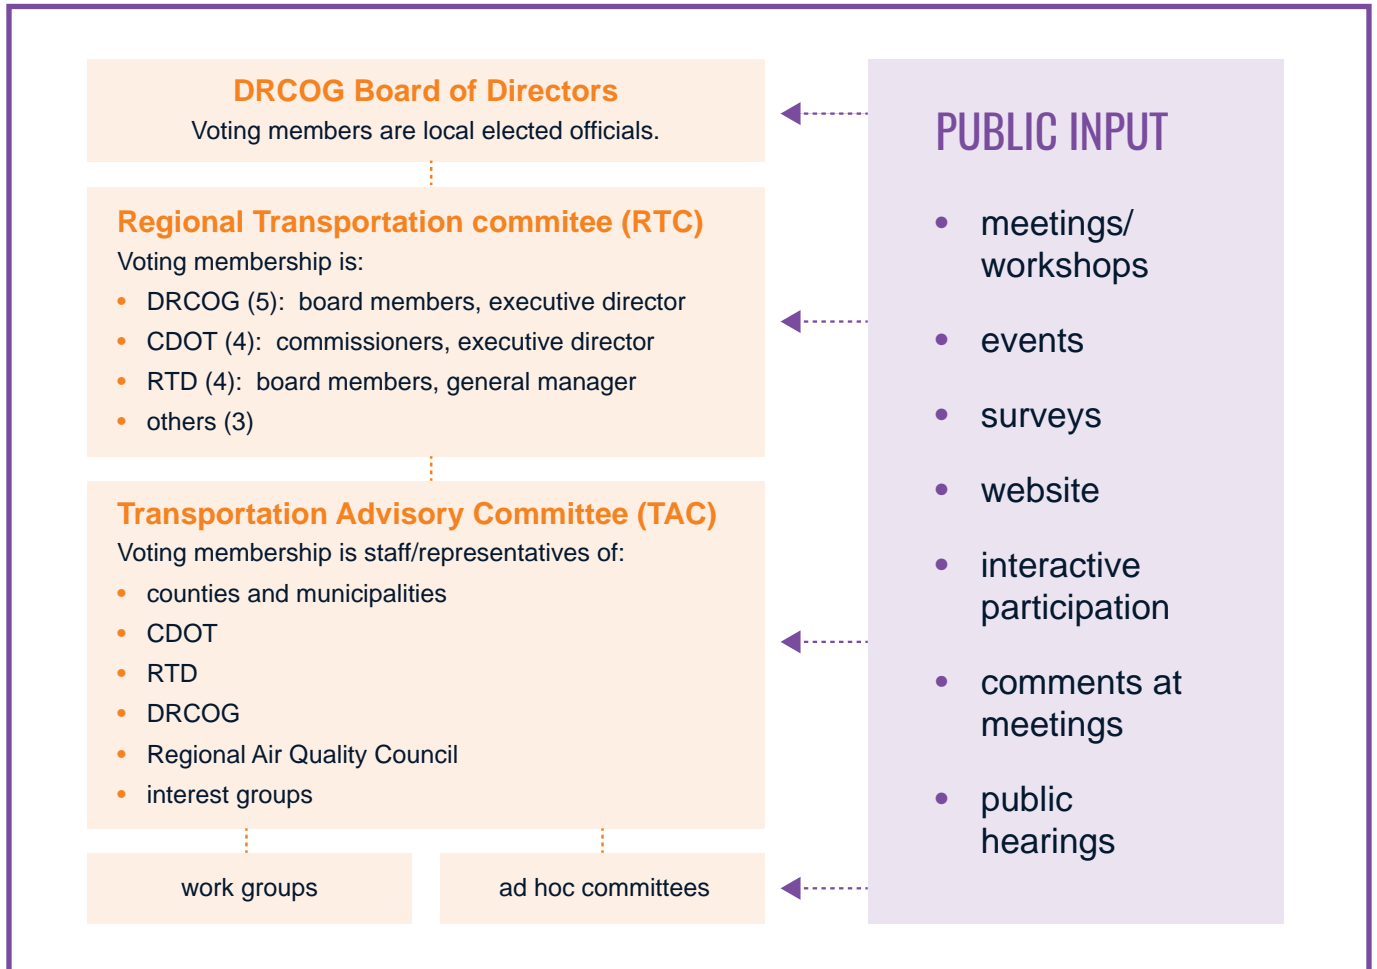 DRCOG Board of Directors
Voting members are local elected officials.
Regional Transportation commitee (RTC)
Voting membership is:
• DRCOG (5):  board members, executive director
• CDOT (4):  commissioners, executive director
• RTD (4):  board members, general manager
• others (3)
Transportation Advisory Committee (TAC)
Voting membership is staff/representatives of:
• counties and municipalities
• CDOT
• RTD
• DRCOG
• Regional Air Quality Council
• interest groups
work groups
ad hoc committees
PUBLIC INPUT
• meetings/
workshops
• events
• surveys
• website
• interactive
participation
• comments at
meetings
• public
hearings